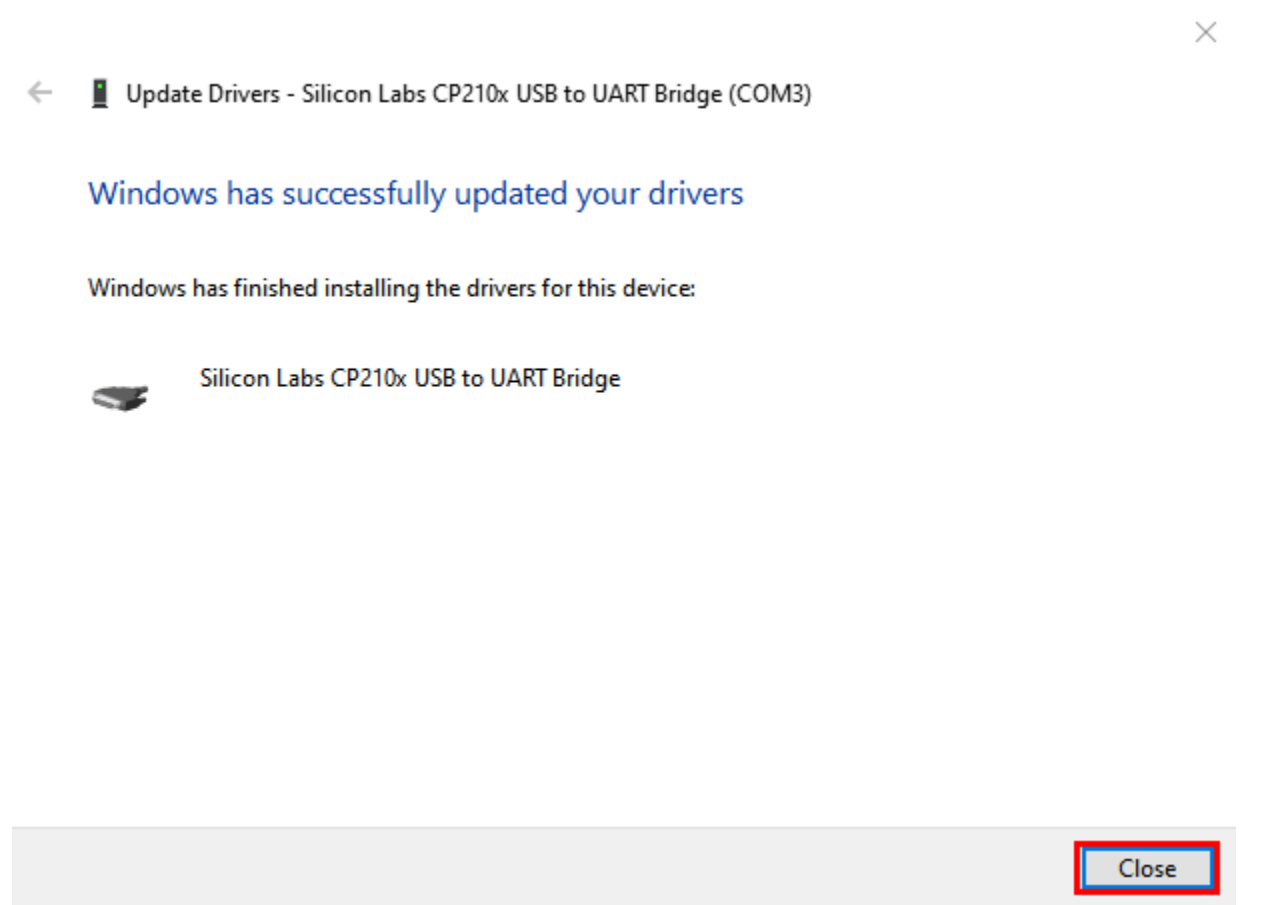 Update Drivers - Silicon Labs CP210x USB to UART Bridge (COM3)
Windows has successfully updated your drivers
Windows has finished installing the drivers for this device:
Silicon Labs CP210x USB to UART Bridge
Close